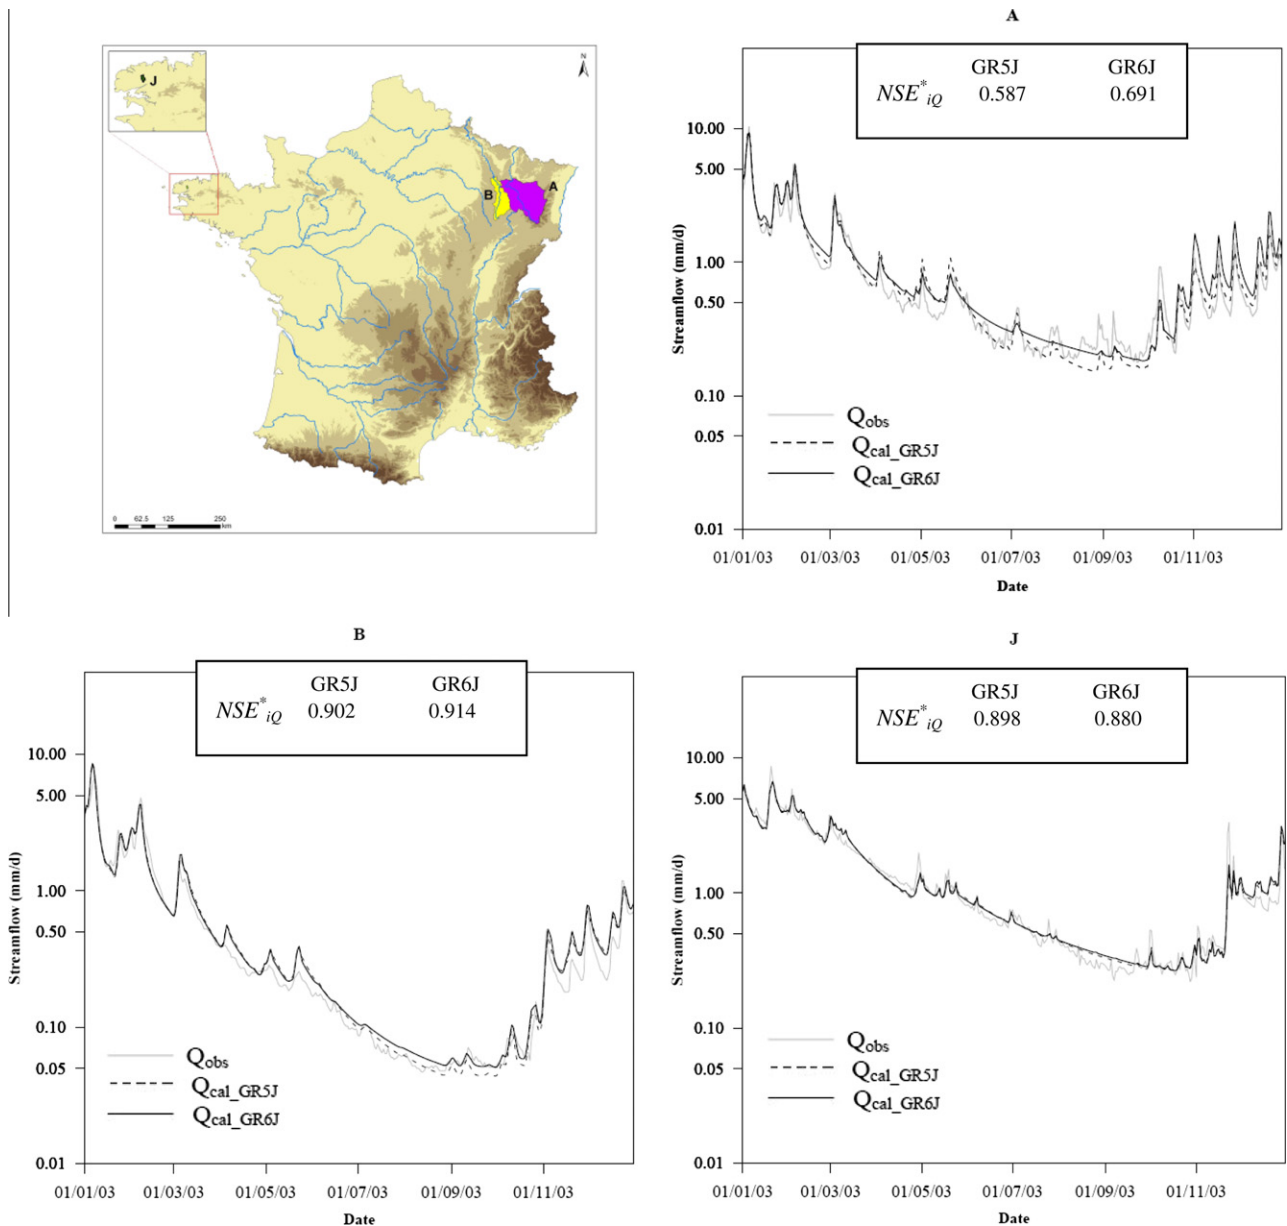 J
N
B
A
0 62.5 125 250
km
A
GR5J GR6J
NSE*iQ 0.587 0.691
10.00
5.00
1.00
0.50
0.10
0.05
0.01
Streamflow (mm/d)
Qobs
Qcal_GR5J
Qcal_GR6J
01/01/03 01/03/03 01/05/03 01/07/03 01/09/03 01/11/03
Date
B
GR5J GR6J
NSE*iQ 0.902 0.914
10.00
5.00
1.00
0.50
0.10
0.05
0.01
Streamflow (mm/d)
Qobs
Qcal_GR5J
Qcal_GR6J
01/01/03 01/03/03 01/05/03 01/07/03 01/09/03 01/11/03
Date
J
GR5J GR6J
NSE*iQ 0.898 0.880
10.00
5.00
1.00
0.50
0.10
0.05
0.01
Streamflow (mm/d)
Qobs
Qcal_GR5J
Qcal_GR6J
01/01/03 01/03/03 01/05/03 01/07/03 01/09/03 01/11/03
Date